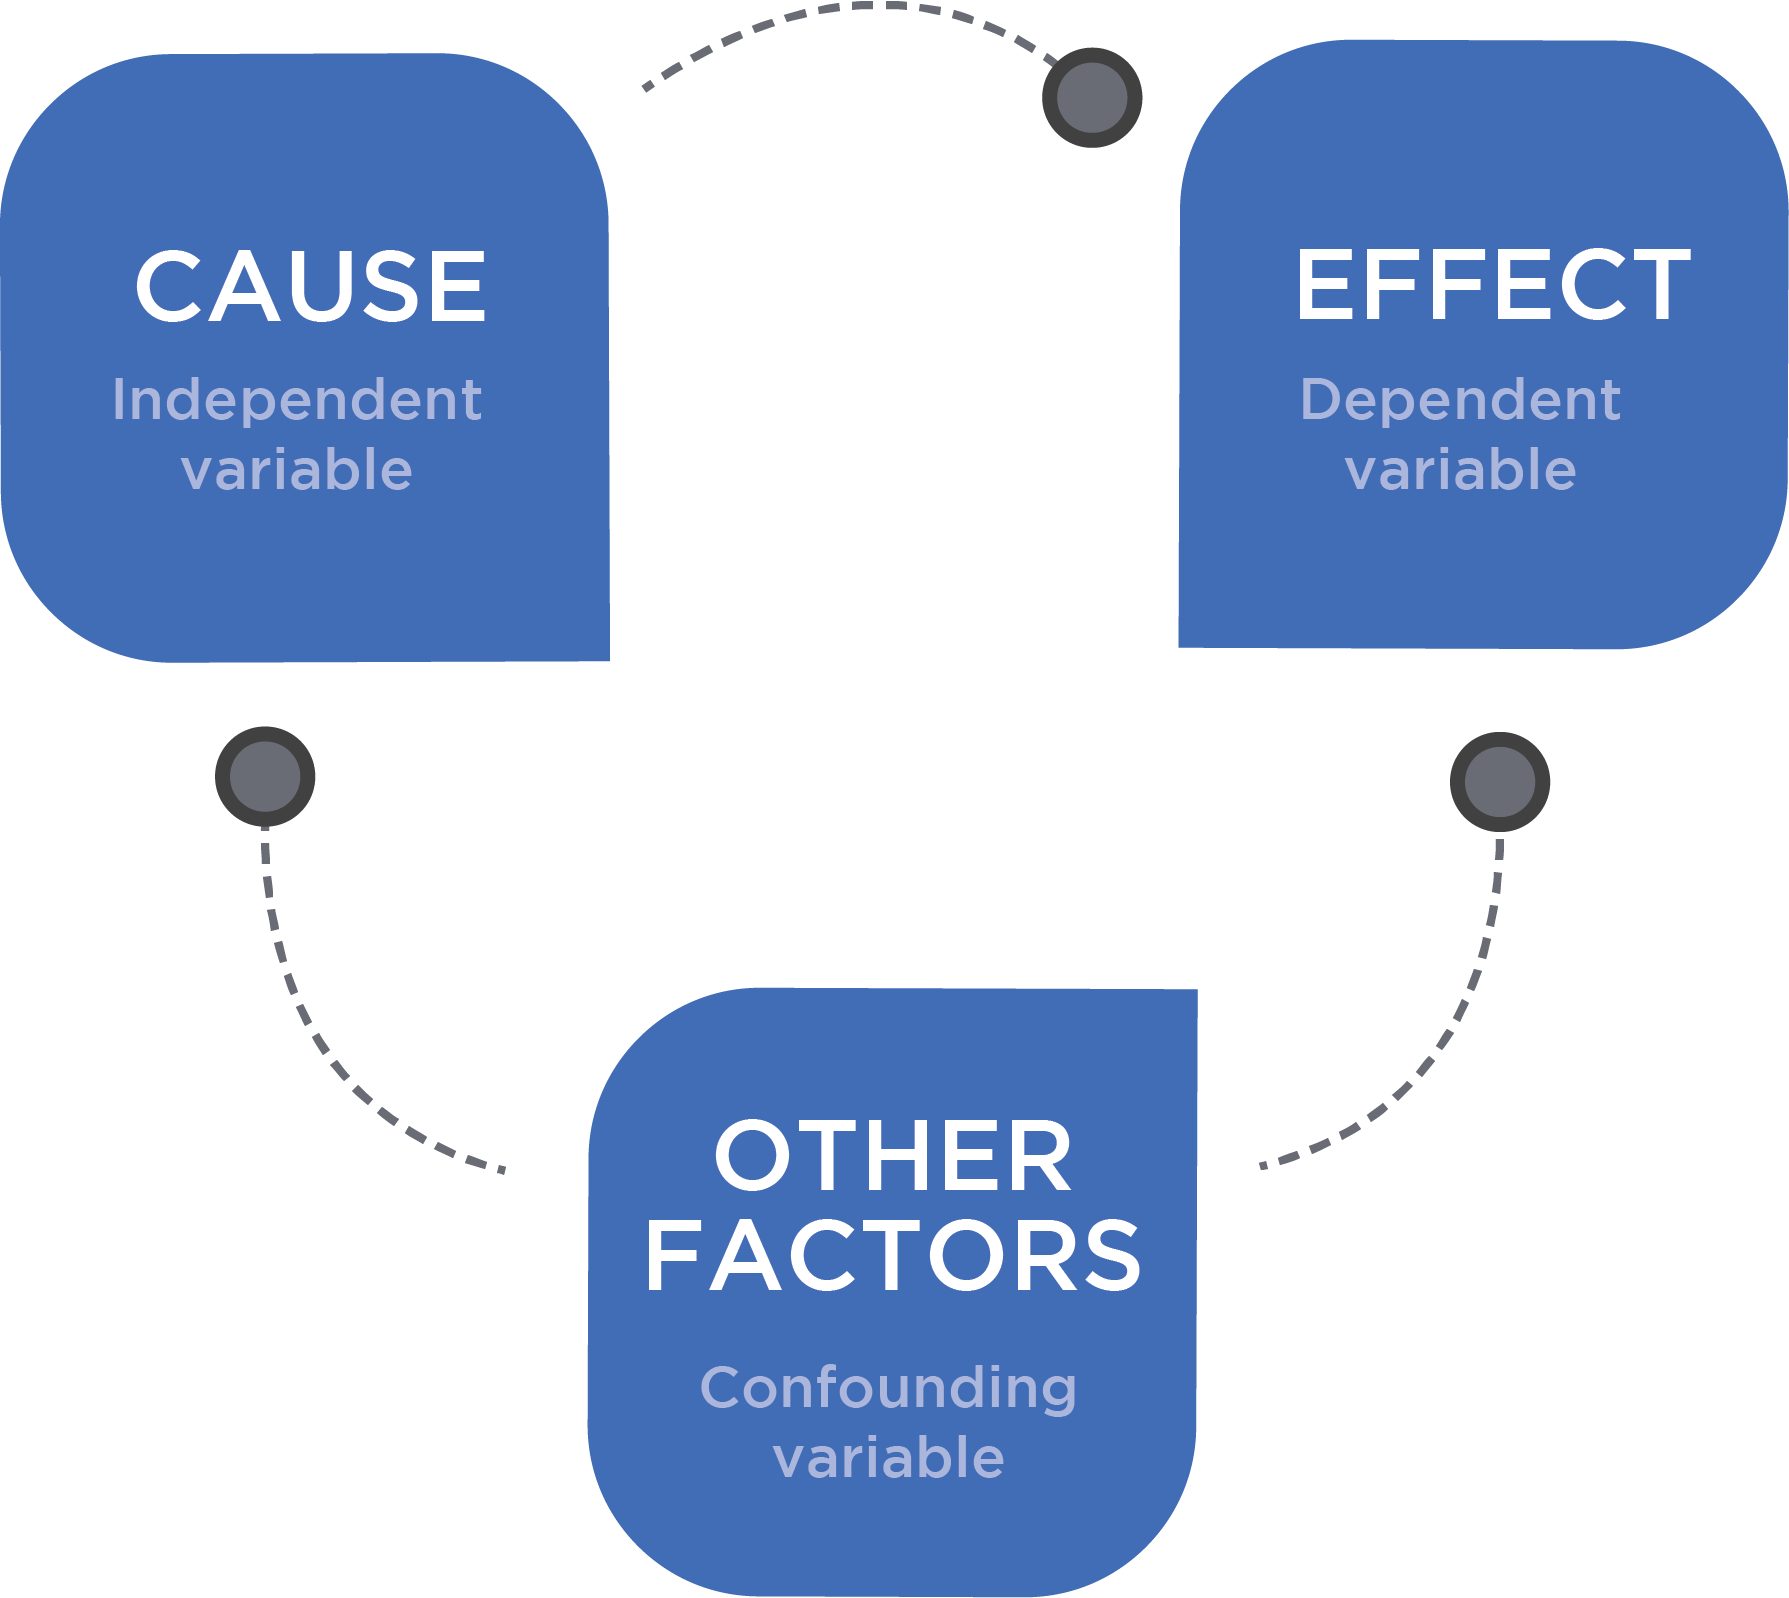 CAUSE
Independent
variable
EFFECT
Dependent
variable
OTHER
FACTORS
Confounding
variable